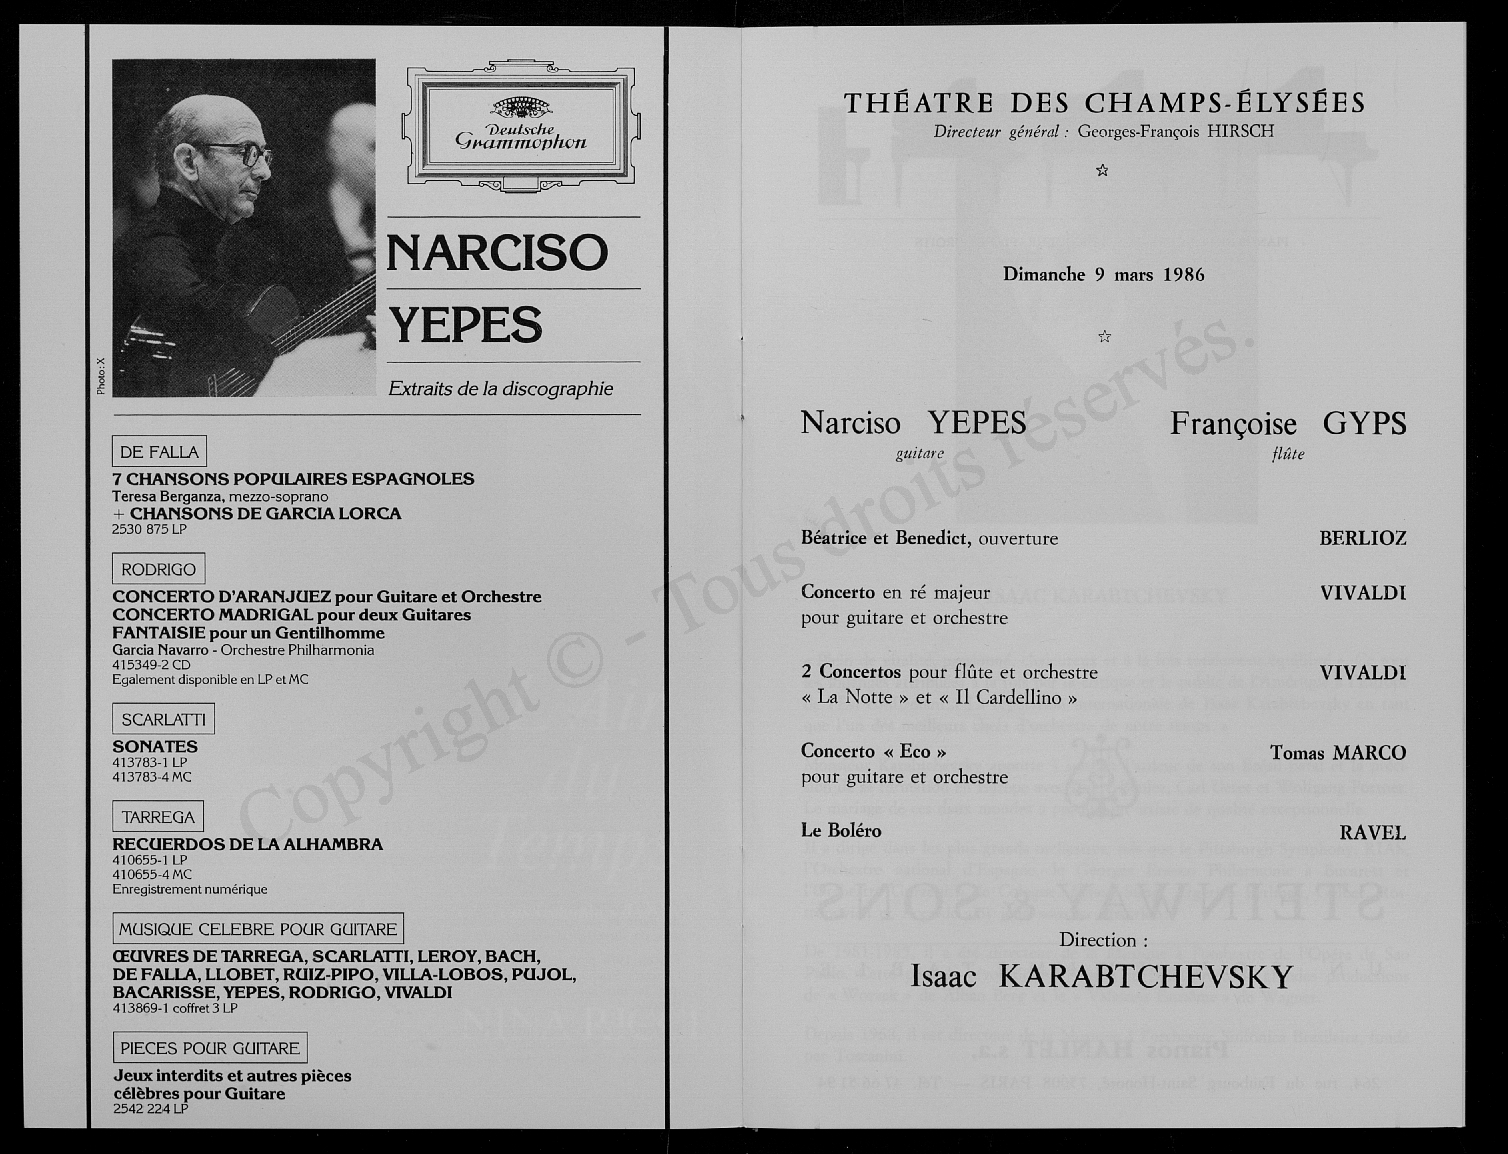 Deutsche
Grammophon
NARCISO
YEPES
Extraits de la discographie
Photo: X
DE FALLA
7 CHANSONS POPULAIRES ESPAGNOLES
Teresa Berganza, mezzo-soprano
+ CHANSONS DE GARCIA LORCA
2530 875 LP
RODRIGO
CONCERTO D'ARANJUEZ pour Guitare et Orchestre
CONCERTO MADRIGAL pour deux Guitares
FANTAISIE pour un Gentilhomme
Garcia Navarro - Orchestre Philharmonia
415349-2 CD
Egalement disponible en LP et MC
SCARLATTI
SONATES
413783-1 LP
413783-4 MC
TARREGA
RECUERDOS DE LA ALHAMBRA
410655-1 LP
410655-4 MC
Enregistrement numérique
MUSIQUE CELEBRE POUR GUITARE
ŒUVRES DE TARREGA, SCARLATTI, LEROY, BACH,
DE FALLA, LLOBET, RUIZ-PIPO, VILLA-LOBOS, PUJOL,
BACARISSE, YEPES, RODRIGO, VIVALDI
413869-1 coffret 3 LP
PIECES POUR GUITARE
Jeux interdits et autres pièces
célèbres pour Guitare
2542 224 LP
THÉATRE DES CHAMPS-ÉLYSÉES
Directeur général : Georges-François HIRSCH
Dimanche 9 mars 1986
Narciso YEPES Françoise GYPS
guitare flûte
Béatrice et Benedict, ouverture BERLIOZ
Concerto en ré majeur VIVALDI
pour guitare et orchestre
2 Concertos pour flûte et orchestre VIVALDI
« La Notte » et « Il Cardellino »
Concerto « Eco » Tomas MARCO
pour guitare et orchestre
Le Boléro RAVEL
Direction :
Isaac KARABTCHEVSKY
Copyright © - Tous droits réservés.